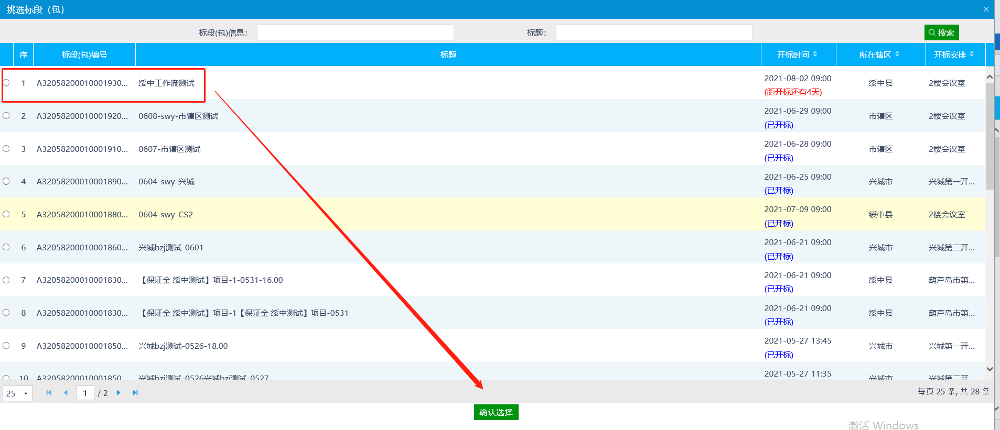 挑选标段（包）
标段(包)信息： 标题： 搜索
序 标段(包)编号 标题 开标时间 所在辖区 开标安排
1 A32058200010001930... 绥中工作流测试 2021-08-02 09:00 (距开标还有4天) 绥中县 2楼会议室
2 A32058200010001920... 0608-swy-市辖区测试 2021-06-29 09:00 (已开标) 市辖区 2楼会议室
3 A32058200010001910... 0607-市辖区测试 2021-06-28 09:00 (已开标) 市辖区 2楼会议室
4 A32058200010001890... 0604-swy-兴城 2021-06-25 09:00 (已开标) 兴城市 兴城第一开...
5 A32058200010001880... 0604-swy-CS2 2021-07-09 09:00 (已开标) 绥中县 2楼会议室
6 A32058200010001860... 兴城bzj测试-0601 2021-06-21 09:00 (已开标) 兴城市 兴城第二开...
7 A32058200010001830... 【保证金 绥中测试】项目-1-0531-16.00 2021-06-21 09:00 (已开标) 绥中县 葫芦岛市第...
8 A32058200010001830... 【保证金 绥中测试】项目-1【保证金 绥中测试】项目-0531 2021-06-21 09:00 (已开标) 绥中县 葫芦岛市第...
9 A32058200010001850... 兴城bzj测试-0526-18.00 2021-05-27 13:45 (已开标) 兴城市 兴城第一开...
10 A32058200010001850 兴城bzj测试-0526兴城bzj测试-0527 2021-05-27 11:35 兴城市 兴城第二开
25 1 / 2 每页 25 条, 共 28 条
确认选择
激活 Windows